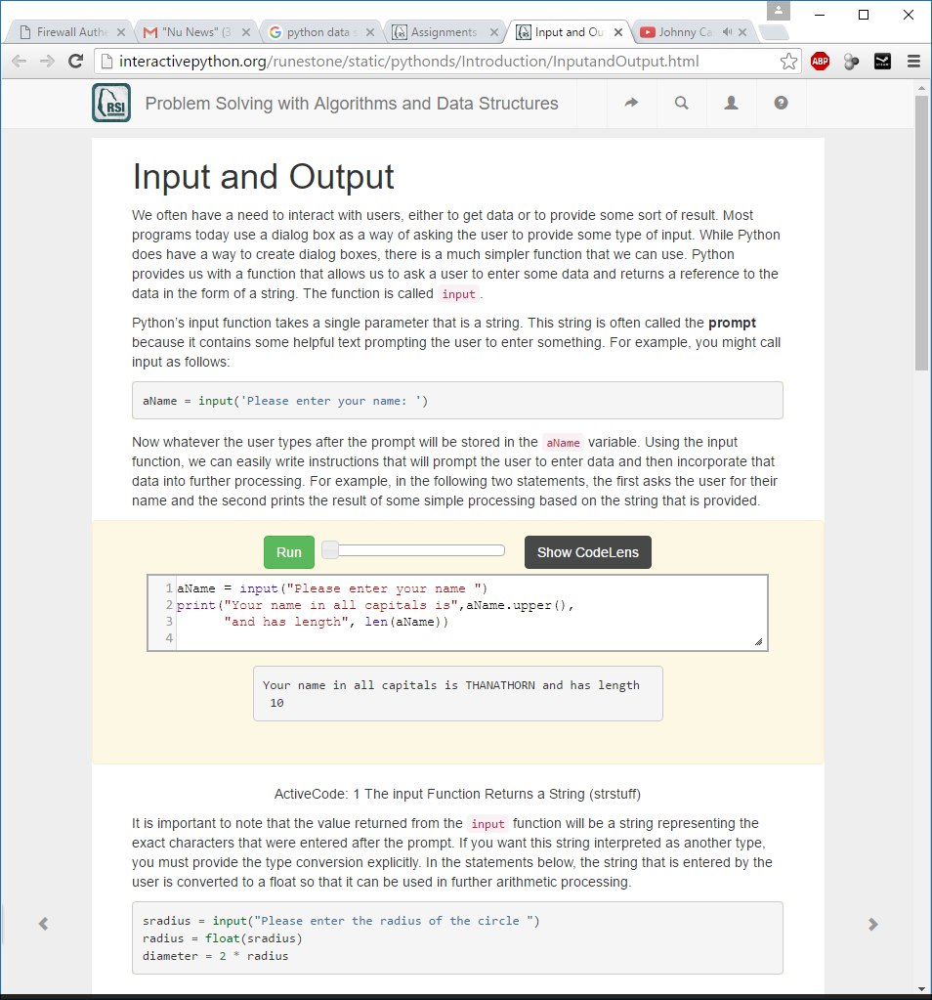 Firewall Authe
"Nu News" (3
python data s
Assignments
Input and Ou
Johnny Ca
interactivepython.org/runestone/static/pythonds/Introduction/InputandOutput.html
ABP
RSI
Problem Solving with Algorithms and Data Structures
Input and Output
We often have a need to interact with users, either to get data or to provide some sort of result. Most
programs today use a dialog box as a way of asking the user to provide some type of input. While Python
does have a way to create dialog boxes, there is a much simpler function that we can use. Python
provides us with a function that allows us to ask a user to enter some data and returns a reference to the
data in the form of a string. The function is called input .
Python's input function takes a single parameter that is a string. This string is often called the prompt
because it contains some helpful text prompting the user to enter something. For example, you might call
input as follows:
aName = input('Please enter your name: ')
Now whatever the user types after the prompt will be stored in the aName variable. Using the input
function, we can easily write instructions that will prompt the user to enter data and then incorporate that
data into further processing. For example, in the following two statements, the first asks the user for their
name and the second prints the result of some simple processing based on the string that is provided.
Run
Show CodeLens
1 aName = input("Please enter your name ")
2 print("Your name in all capitals is",aName.upper(),
3       "and has length", len(aName))
4
Your name in all capitals is THANATHORN and has length
10
ActiveCode: 1 The input Function Returns a String (strstuff)
It is important to note that the value returned from the input function will be a string representing the
exact characters that were entered after the prompt. If you want this string interpreted as another type,
you must provide the type conversion explicitly. In the statements below, the string that is entered by the
user is converted to a float so that it can be used in further arithmetic processing.
sradius = input("Please enter the radius of the circle ")
radius = float(sradius)
diameter = 2 * radius